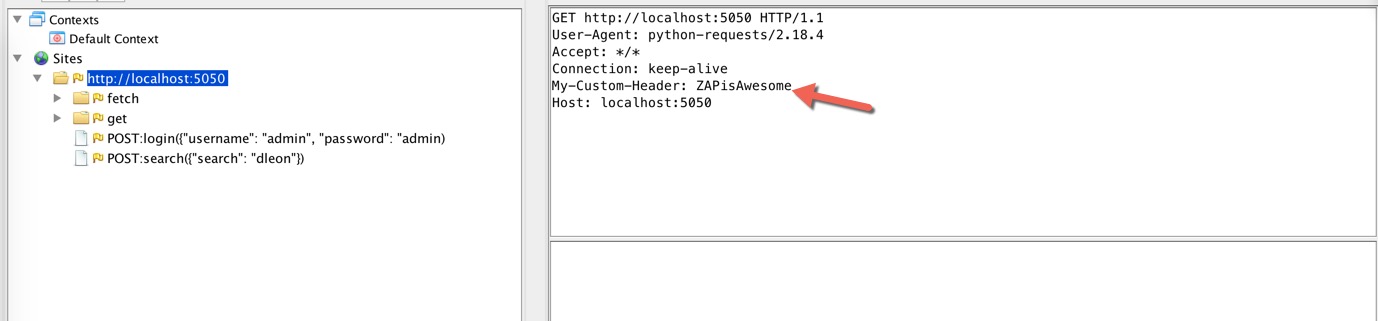 Contexts
Default Context
Sites
http://localhost:5050
fetch
get
POST:login({"username": "admin", "password": "admin)
POST:search({"search": "dleon"})
GET http://localhost:5050 HTTP/1.1
User-Agent: python-requests/2.18.4
Accept: */*
Connection: keep-alive
My-Custom-Header: ZAPisAwesome
Host: localhost:5050